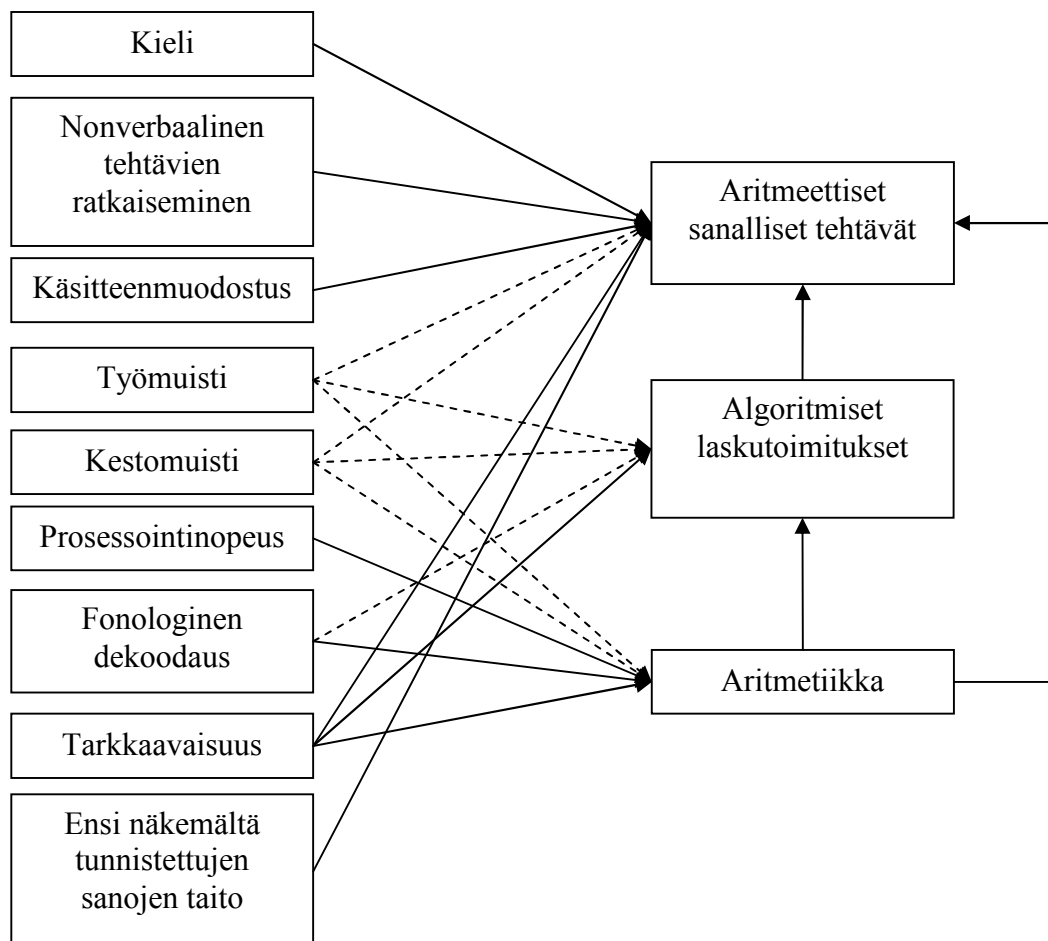 Kieli
Nonverbaalinen
tehtävien
ratkaiseminen
Käsitteenmuodostus
Työmuisti
Kestomuisti
Prosessointinopeus
Fonologinen
dekoodaus
Tarkkaavaisuus
Ensi näkemältä
tunnistettujen
sanojen taito
Aritmeettiset
sanalliset tehtävät
Algoritmiset
laskutoimitukset
Aritmetiikka